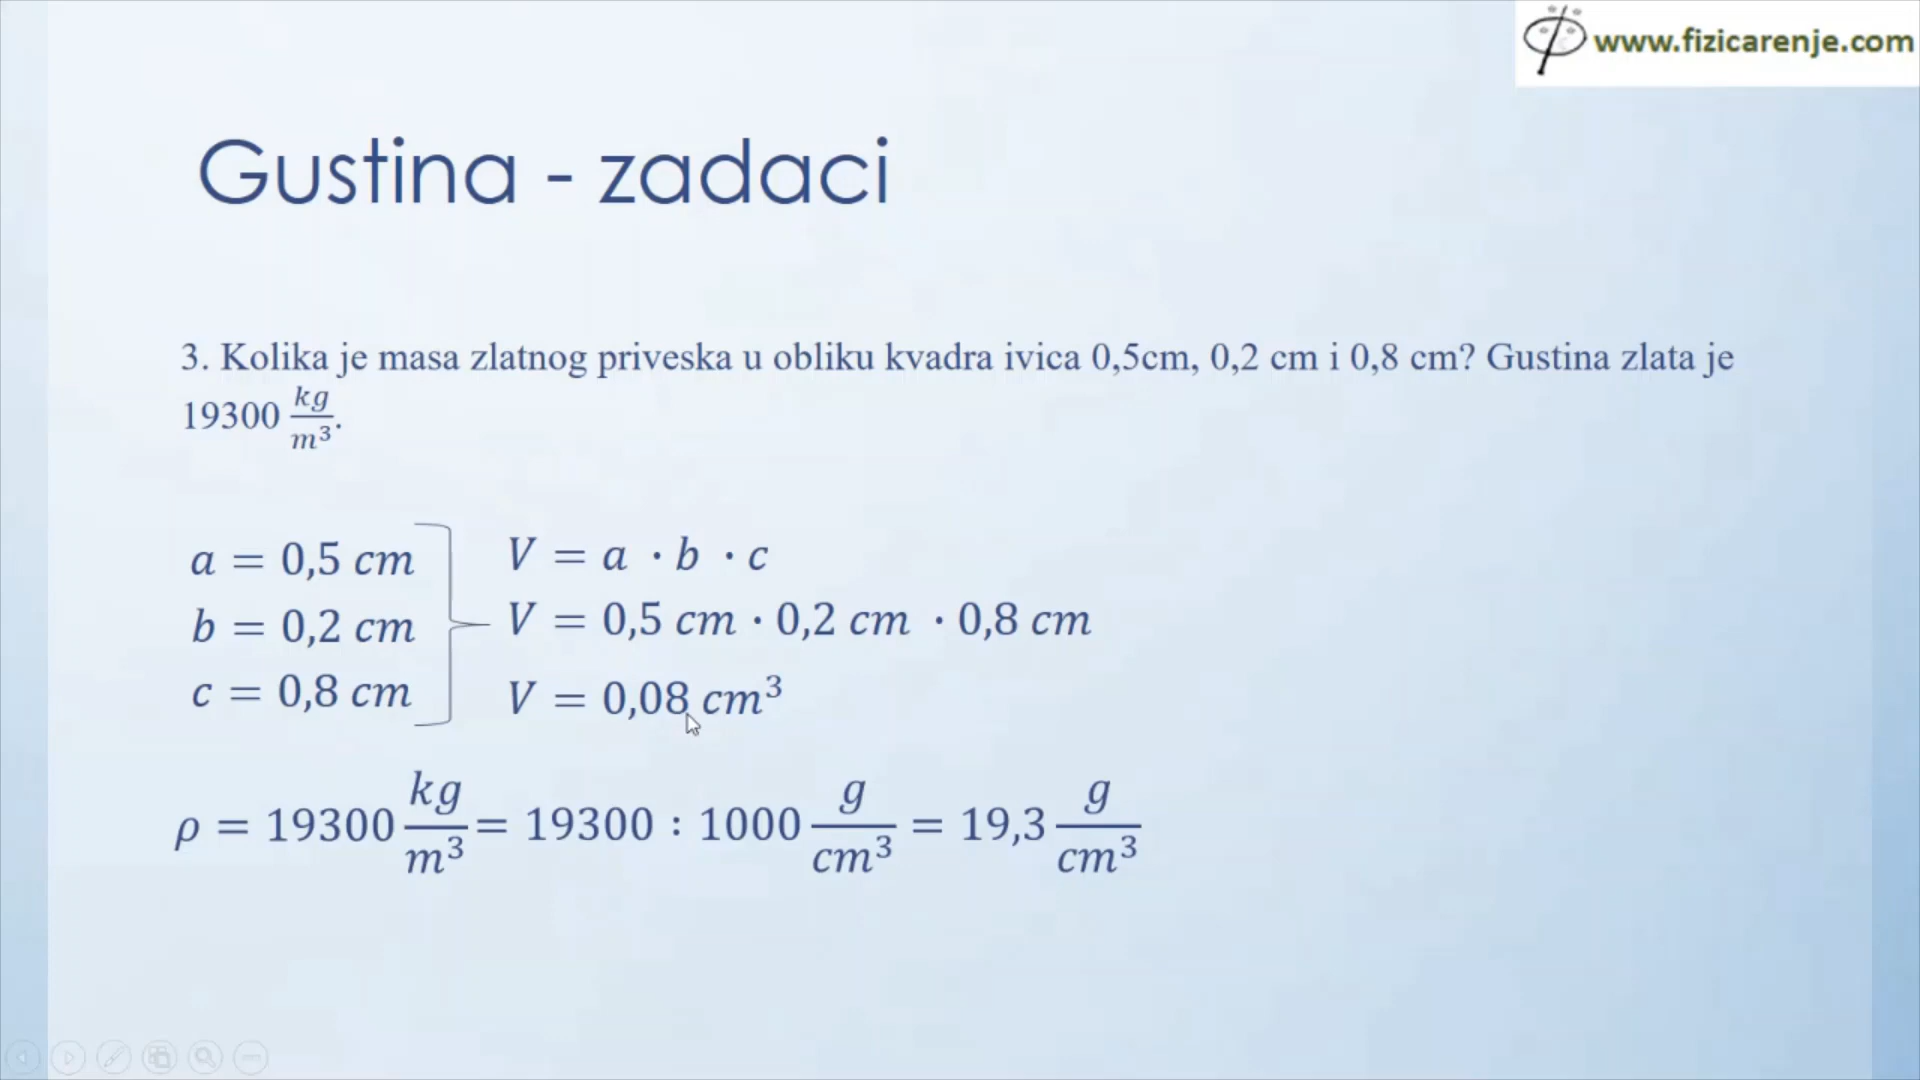 www.fizicarenje.com
Gustina - zadaci
3. Kolika je masa zlatnog priveska u obliku kvadra ivica 0,5cm, 0,2 cm i 0,8 cm? Gustina zlata je
19300 kg/m³.
a = 0,5 cm
b = 0,2 cm
c = 0,8 cm
V = a · b · c
V = 0,5 cm · 0,2 cm · 0,8 cm
V = 0,08 cm³
ρ = 19300 kg/m³ = 19300 : 1000 g/cm³ = 19,3 g/cm³